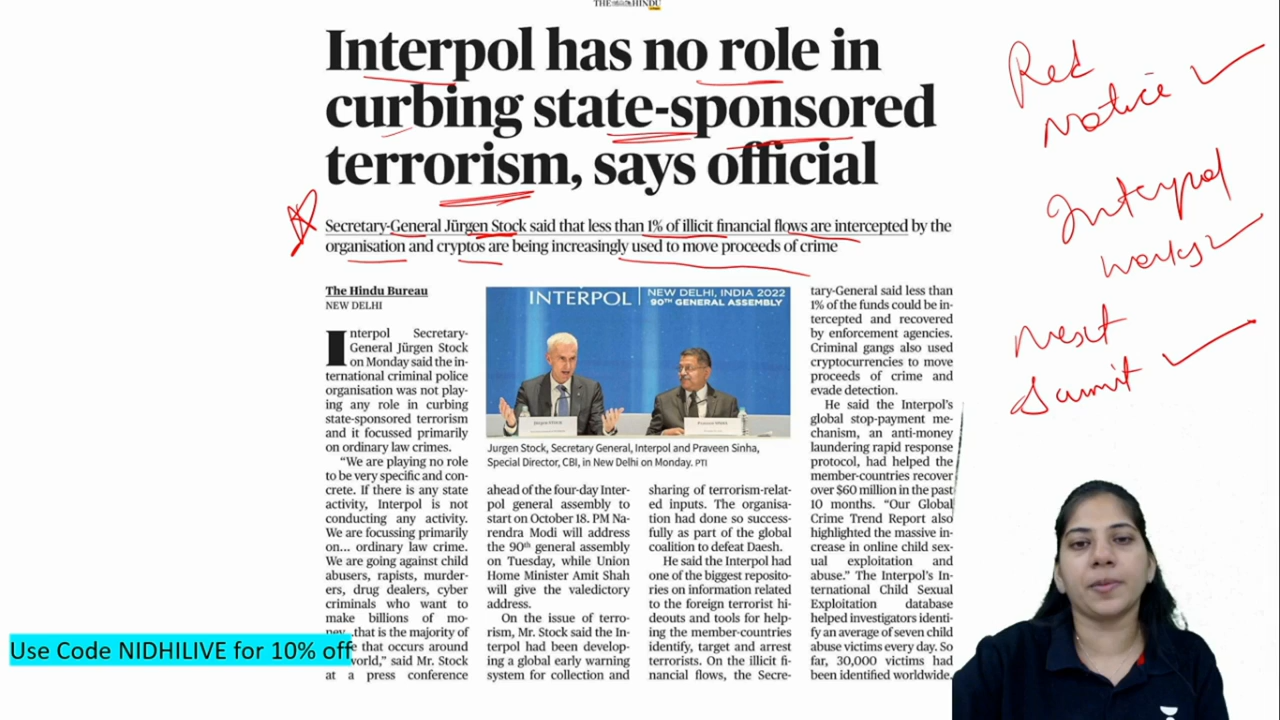 THE HINDU
Interpol has no role in
curbing state-sponsored
terrorism, says official
Secretary-General Jürgen Stock said that less than 1% of illicit financial flows are intercepted by the
organisation and cryptos are being increasingly used to move proceeds of crime
The Hindu Bureau
NEW DELHI
Interpol Secretary-
General Jürgen Stock
on Monday said the in-
ternational criminal police
organisation was not play-
ing any role in curbing
state-sponsored terrorism
and it focussed primarily
on ordinary law crimes.
“We are playing no role
to be very specific and con-
crete. If there is any state
activity, Interpol is not
conducting any activity.
We are focussing primarily
on... ordinary law crime.
We are going against child
abusers, rapists, murder-
ers, drug dealers, cyber
criminals who want to
make billions of mo-
that is the majority of
that occurs around
world,” said Mr. Stock
at a press conference
INTERPOL
NEW DELHI, INDIA 2022
90TH GENERAL ASSEMBLY
Jurgen Stock, Secretary General, Interpol and Praveen Sinha,
Special Director, CBI, in New Delhi on Monday. PTI
ahead of the four-day Inter-
pol general assembly to
start on October 18. PM Na-
rendra Modi will address
the 90th general assembly
on Tuesday, while Union
Home Minister Amit Shah
will give the valedictory
address.
On the issue of terro-
rism, Mr. Stock said the In-
terpol had been develop-
ing a global early warning
system for collection and
sharing of terrorism-relat-
ed inputs. The organisa-
tion had done so success-
fully as part of the global
coalition to defeat Daesh.
He said the Interpol had
one of the biggest reposito-
ries on information related
to the foreign terrorist hi-
deouts and tools for help-
ing the member-countries
identify, target and arrest
terrorists. On the illicit fi-
nancial flows, the Secre-
tary-General said less than
1% of the funds could be in-
tercepted and recovered
by enforcement agencies.
Criminal gangs also used
cryptocurrencies to move
proceeds of crime and
evade detection.
He said the Interpol’s
global stop-payment me-
chanism, an anti-money
laundering rapid response
protocol, had helped the
member-countries recover
over $60 million in the past
10 months. “Our Global
Crime Trend Report also
highlighted the massive in-
crease in online child sex-
ual exploitation and
abuse.” The Interpol’s In-
ternational Child Sexual
Exploitation database
helped investigators identi-
fy an average of seven child
abuse victims every day. So
far, 30,000 victims had
been identified worldwide.
Red
Notice
Interpol
works
Next
Samit
Use Code NIDHILIVE for 10% off